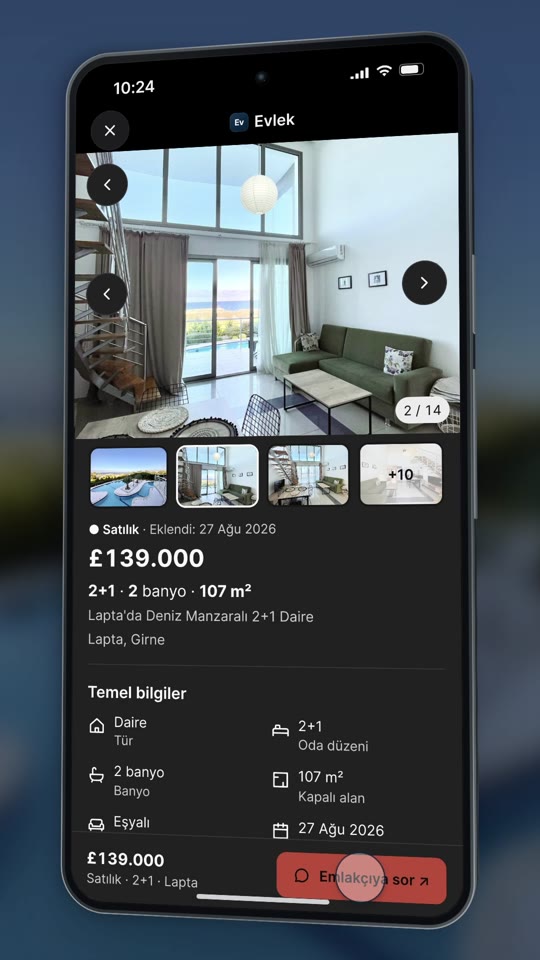 10:24
Ev Evlek
2 / 14
+10
Satılık · Eklendi: 27 Ağu 2026
£139.000
2+1 · 2 banyo · 107 m²
Lapta'da Deniz Manzaralı 2+1 Daire
Lapta, Girne
Temel bilgiler
Daire
Tür
2+1
Oda düzeni
2 banyo
Banyo
107 m²
Kapalı alan
Eşyalı
27 Ağu 2026
£139.000
Satılık · 2+1 · Lapta
Emlakçıya sor